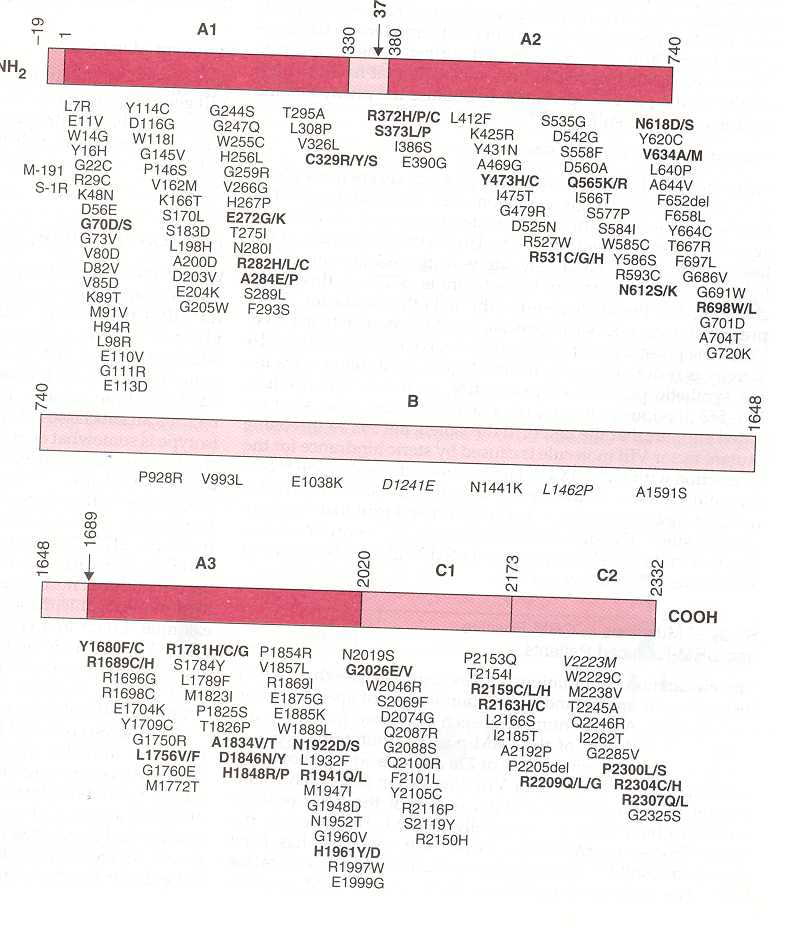 37
-19 1 A1 330 380 A2 740
NH2
L7R
E11V
W14G
Y16H
G22C
R29C
K48N
D56E
G70D/S
G73V
V80D
D82V
V85D
K89T
M91V
H94R
L98R
E110V
G111R
E113D
M-191
S-1R
Y114C
D116G
W118I
G145V
P146S
V162M
K166T
S170L
S183D
L198H
A200D
D203V
E204K
G205W
G244S
G247Q
W255C
H256L
G259R
V266G
H267P
E272G/K
T275I
N280I
R282H/L/C
A284E/P
S289L
F293S
T295A
L308P
V326L
C329R/Y/S
R372H/P/C
S373L/P
I386S
E390G
L412F
K425R
Y431N
A469G
Y473H/C
I475T
G479R
D525N
R527W
R531C/G/H
S535G
D542G
S558F
D560A
Q565K/R
I566T
S577P
S584I
W585C
Y586S
R593C
N612S/K
N618D/S
Y620C
V634A/M
L640P
A644V
F652del
F658L
Y664C
T667R
F697L
G686V
G691W
R698W/L
G701D
A704T
G720K
740 B 1648
P928R V993L E1038K D1241E N1441K L1462P A1591S
1648 1689 A3 2020 C1 2173 C2 2332
COOH
Y1680F/C
R1689C/H
R1696G
R1698C
E1704K
Y1709C
G1750R
L1756V/F
G1760E
M1772T
R1781H/C/G
S1784Y
L1789F
M1823I
P1825S
T1826P
A1834V/T
D1846N/Y
H1848R/P
P1854R
V1857L
R1869I
E1875G
E1885K
W1889L
N1922D/S
L1932F
R1941Q/L
M1947I
G1948D
N1952T
G1960V
H1961Y/D
R1997W
E1999G
N2019S
G2026E/V
W2046R
S2069F
D2074G
Q2087R
G2088S
Q2100R
F2101L
Y2105C
R2116P
S2119Y
R2150H
P2153Q
T2154I
R2159C/L/H
R2163H/C
L2166S
I2185T
A2192P
P2205del
R2209Q/L/G
V2223M
W2229C
M2238V
T2245A
Q2246R
I2262T
G2285V
P2300L/S
R2304C/H
R2307Q/L
G2325S